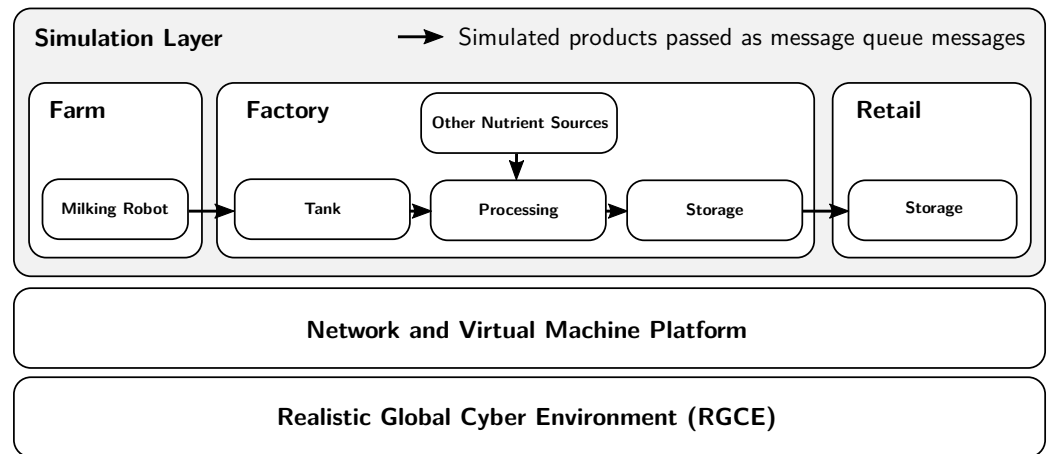 Simulation Layer
Simulated products passed as message queue messages
Farm
Factory
Retail
Other Nutrient Sources
Milking Robot
Tank
Processing
Storage
Storage
Network and Virtual Machine Platform
Realistic Global Cyber Environment (RGCE)